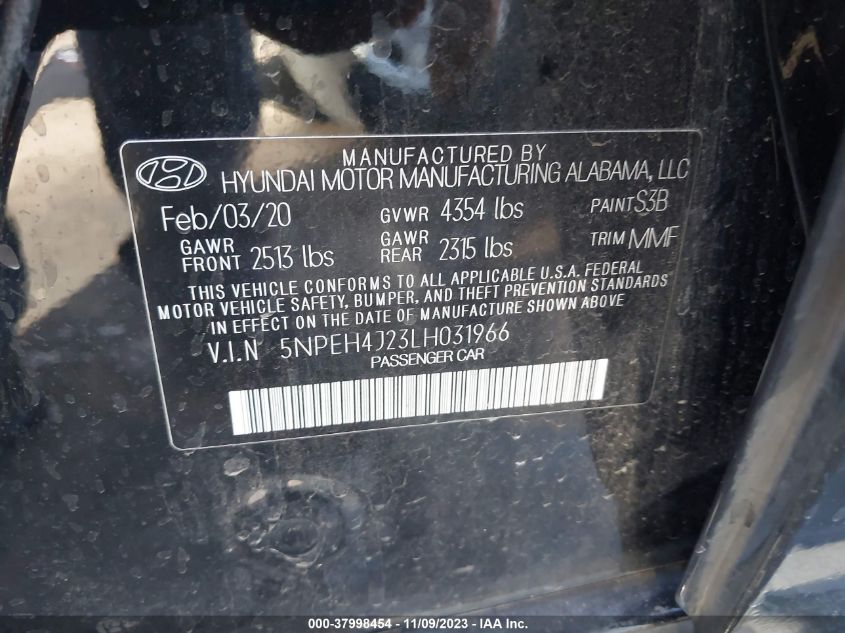 MANUFACTURED BY
HYUNDAI MOTOR MANUFACTURING ALABAMA, LLC
Feb/03/20 GVWR 4354 lbs PAINT S3B
GAWR FRONT 2513 lbs GAWR REAR 2315 lbs TRIM MMF
THIS VEHICLE CONFORMS TO ALL APPLICABLE U.S.A. FEDERAL
MOTOR VEHICLE SAFETY, BUMPER, AND THEFT PREVENTION STANDARDS
IN EFFECT ON THE DATE OF MANUFACTURE SHOWN ABOVE
V.I.N 5NPEH4J23LH031966
PASSENGER CAR
000-37998454 - 11/09/2023 - IAA Inc.